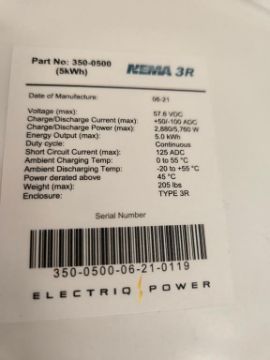 Part No: 350-0500
(5kWh)
NEMA 3R
Date of Manufacture: 06-21
Voltage (max): 57.6 VDC
Charge/Discharge Current (max): +50/-100 ADC
Charge/Discharge Power (max): 2,880/5,760 W
Energy Output (max): 5.0 kWh
Duty cycle: Continuous
Short Circuit Current (max): 125 ADC
Ambient Charging Temp: 0 to 55 °C
Ambient Discharging Temp: -20 to +55 °C
Power derated above 45 °C
Weight (max): 205 lbs
Enclosure: TYPE 3R
Serial Number
350-0500-06-21-0119
ELECTRIQ POWER